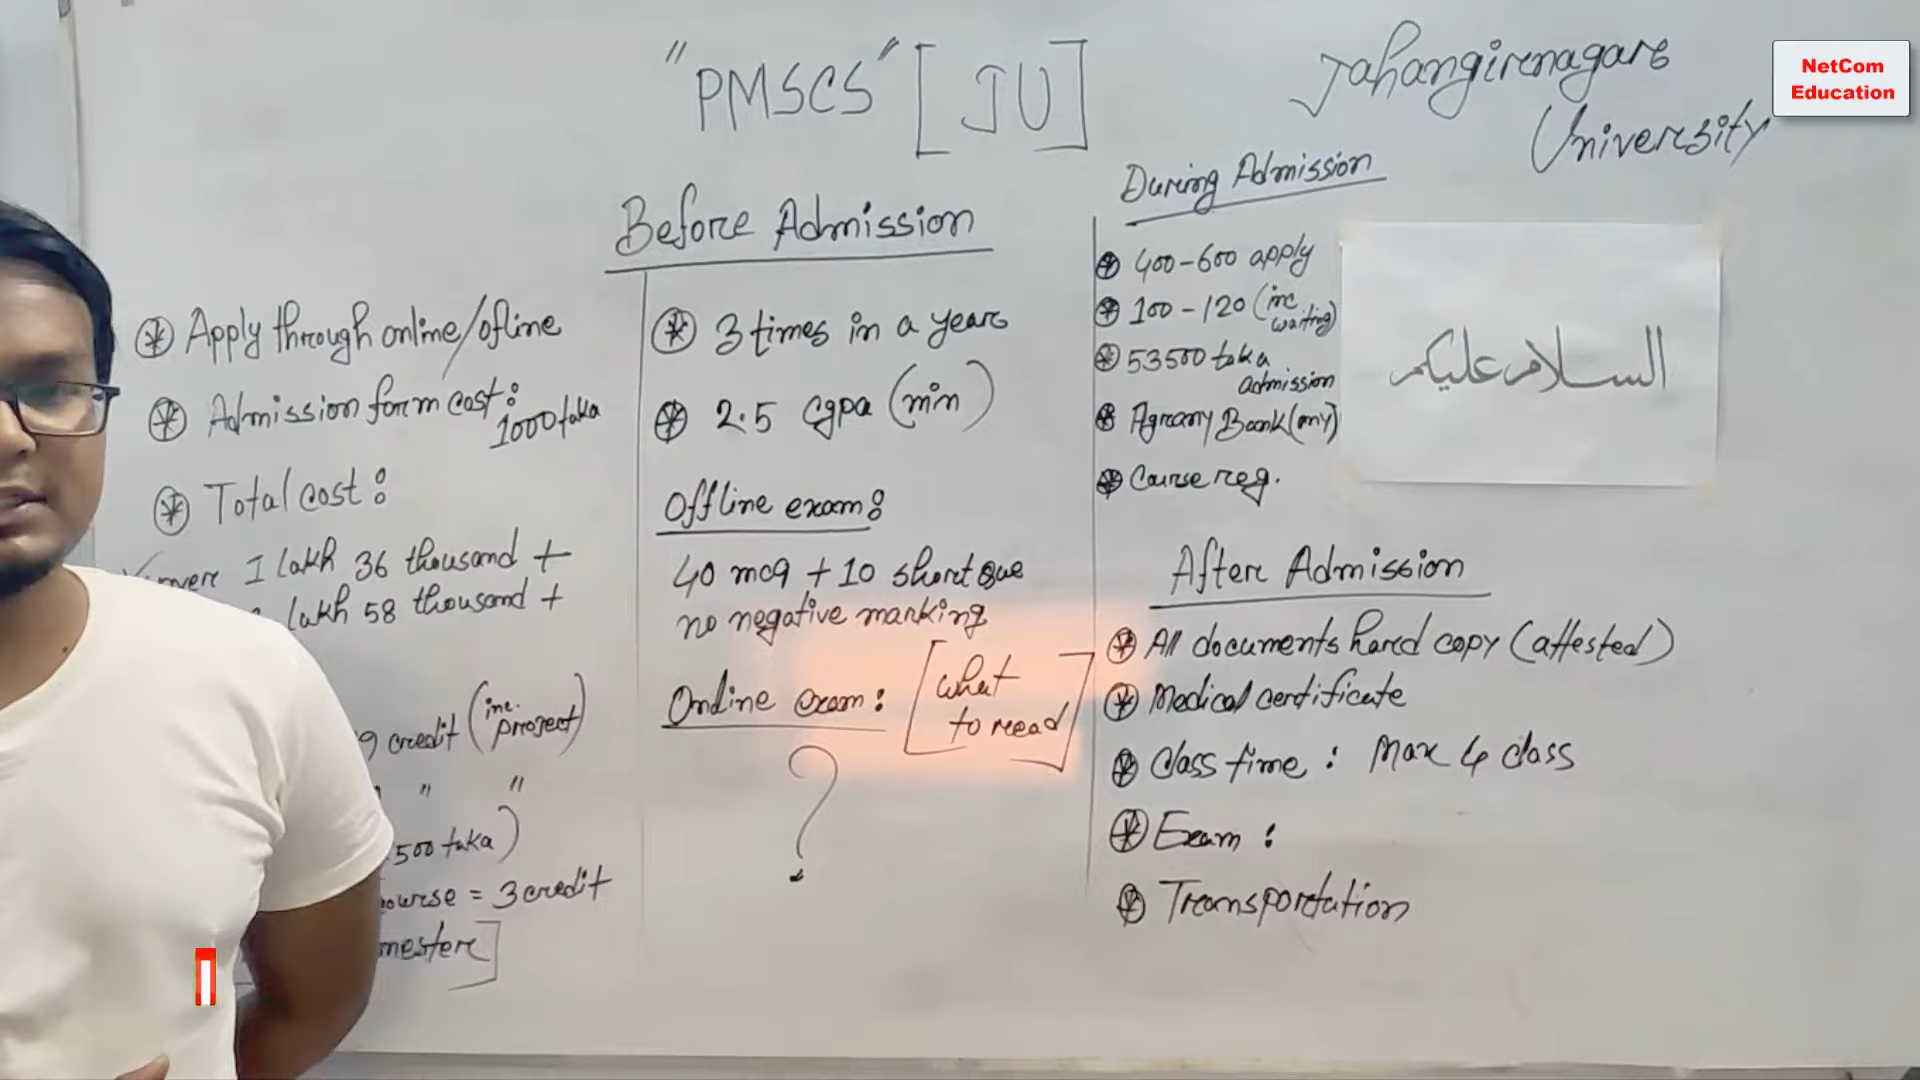 "PMSCS" [JU]
Jahangirnagar
University
NetCom
Education
Before Admission
Apply through online/ofline
Admission form cost:
1000 taka
Total cost:
1 lakh 36 thousand +
lakh 58 thousand +
9 credit (inc.
project)
" "
500 taka)
= 3 credit
3 times in a year
2.5 cgpa (min)
Offline exam:
40 mcq + 10 short que
no negative marking
Online exam: [what
to read]
?
During Admission
400-600 apply
100-120 (inc
waiting)
53500 taka
admission
Agrany Bank (any)
Course reg.
السلام عليكم
After Admission
All documents hard copy (attested)
Medical certificate
Class time: Max 4 class
Exam:
Transportation